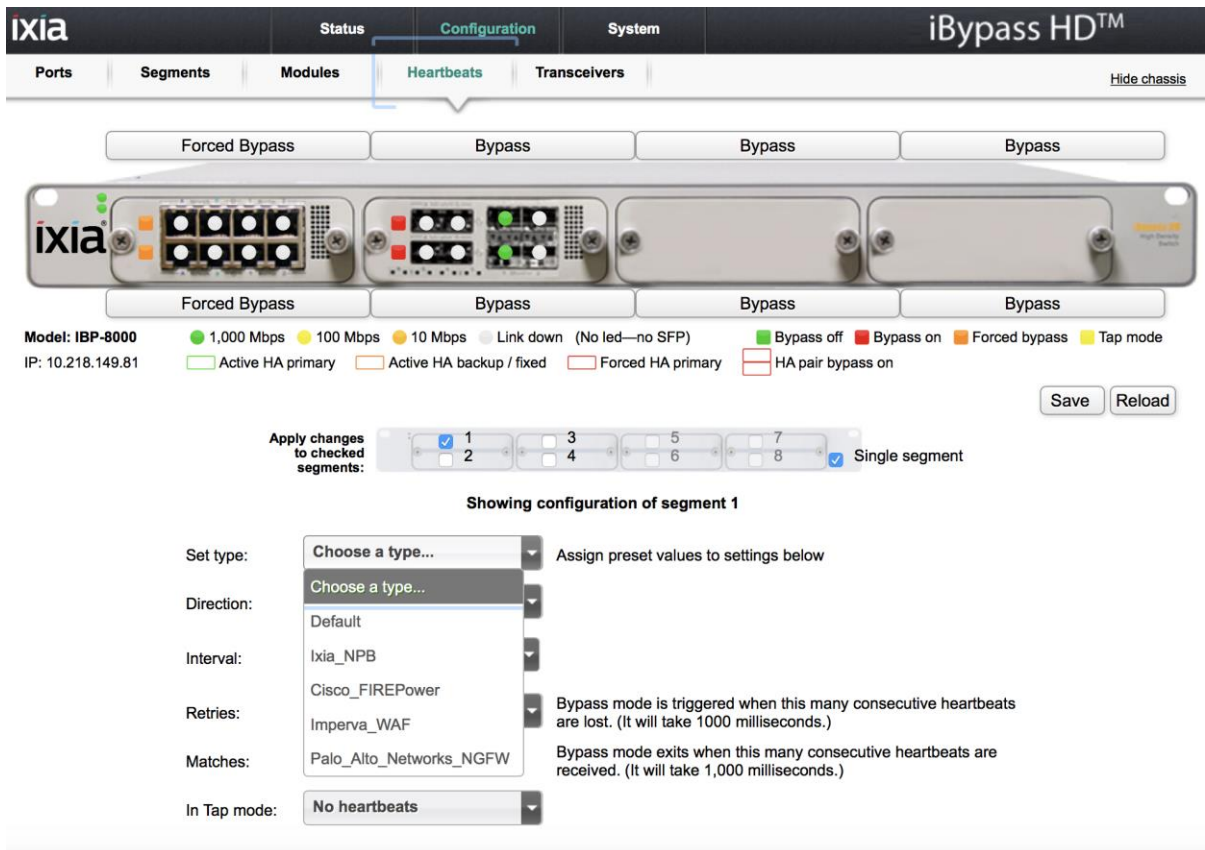 ixia
Status
Configuration
System
iBypass HD™
Ports
Segments
Modules
Heartbeats
Transceivers
Hide chassis
Forced Bypass
Bypass
Bypass
Bypass
ixia
High Density
Switch
Forced Bypass
Bypass
Bypass
Bypass
Model: IBP-8000
1,000 Mbps
100 Mbps
10 Mbps
Link down
(No led—no SFP)
Bypass off
Bypass on
Forced bypass
Tap mode
IP: 10.218.149.81
Active HA primary
Active HA backup / fixed
Forced HA primary
HA pair bypass on
Save
Reload
Apply changes
to checked
segments:
1
3
5
7
2
4
6
8
Single segment
Showing configuration of segment 1
Set type:
Choose a type...
Assign preset values to settings below
Choose a type...
Direction:
Default
Interval:
Ixia_NPB
Cisco_FIREPower
Retries:
Imperva_WAF
Bypass mode is triggered when this many consecutive heartbeats
are lost. (It will take 1000 milliseconds.)
Matches:
Palo_Alto_Networks_NGFW
Bypass mode exits when this many consecutive heartbeats are
received. (It will take 1,000 milliseconds.)
In Tap mode:
No heartbeats